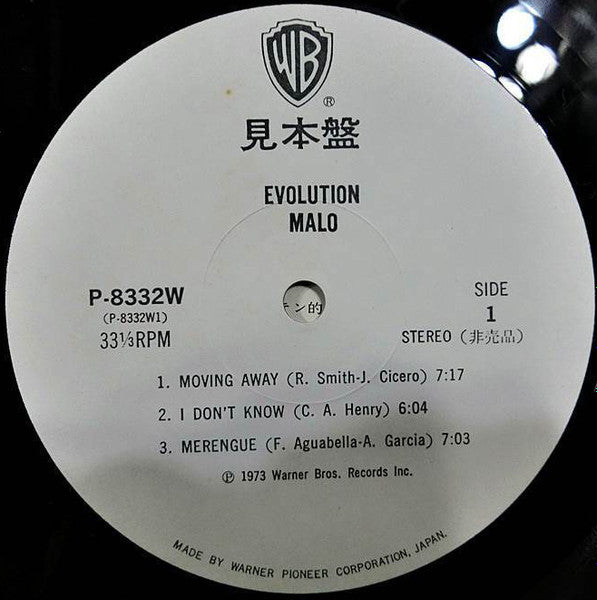 WB
®
見本盤
EVOLUTION
MALO
P-8332W
(P-8332W1)
33⅓RPM
SIDE
1
STEREO (非売品)
ン的
1. MOVING AWAY (R. Smith-J. Cicero) 7:17
2. I DON'T KNOW (C. A. Henry) 6:04
3. MERENGUE (F. Aguabella-A. Garcia) 7:03
Ⓟ 1973 Warner Bros. Records Inc.
MADE BY WARNER PIONEER CORPORATION, JAPAN.